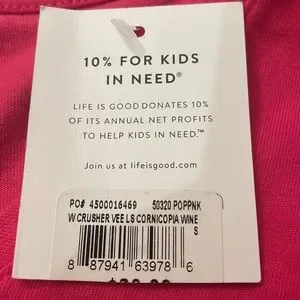 10% FOR KIDS
IN NEED®
LIFE IS GOOD DONATES 10%
OF ITS ANNUAL NET PROFITS
TO HELP KIDS IN NEED.™
Join us at lifeisgood.com
PO# 4500016469 50320 POPPNK
W CRUSHER VEE LS CORNICOPIA WINE
S
8 87941 63978 6